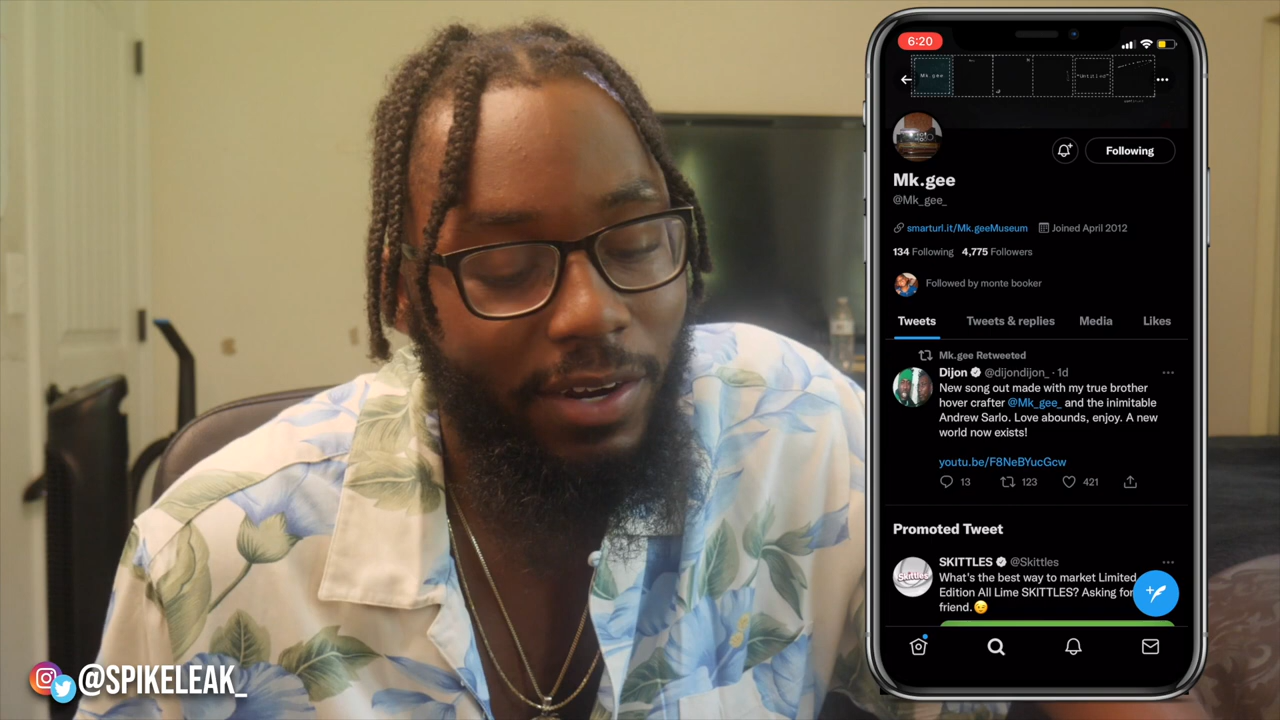 6:20
Mk.gee
"Untitled"
Following
Mk.gee
@Mk_gee_
smarturl.it/Mk.geeMuseum Joined April 2012
134 Following 4,775 Followers
Followed by monte booker
Tweets Tweets & replies Media Likes
Mk.gee Retweeted
Dijon @dijondijon_ · 1d
New song out made with my true brother
hover crafter @Mk_gee_ and the inimitable
Andrew Sarlo. Love abounds, enjoy. A new
world now exists!
youtu.be/F8NeBYucGcw
13 123 421
Promoted Tweet
SKITTLES @Skittles
Skittles
What's the best way to market Limited
Edition All Lime SKITTLES? Asking for
friend.😔
@SPIKELEAK_